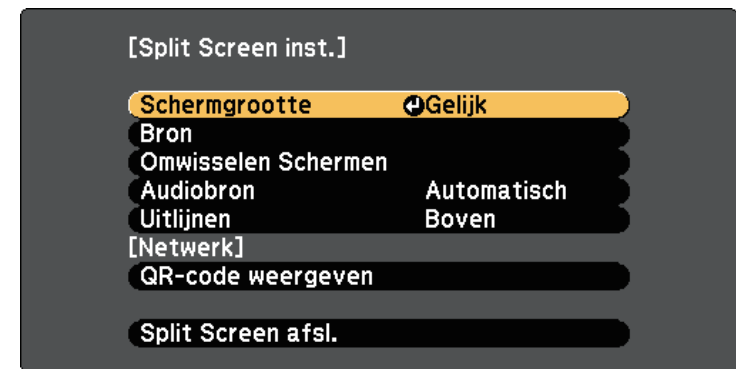 [Split Screen inst.]
Schermgrootte Gelijk
Bron
Omwisselen Schermen
Audiobron Automatisch
Uitlijnen Boven
[Netwerk]
QR-code weergeven
Split Screen afsl.